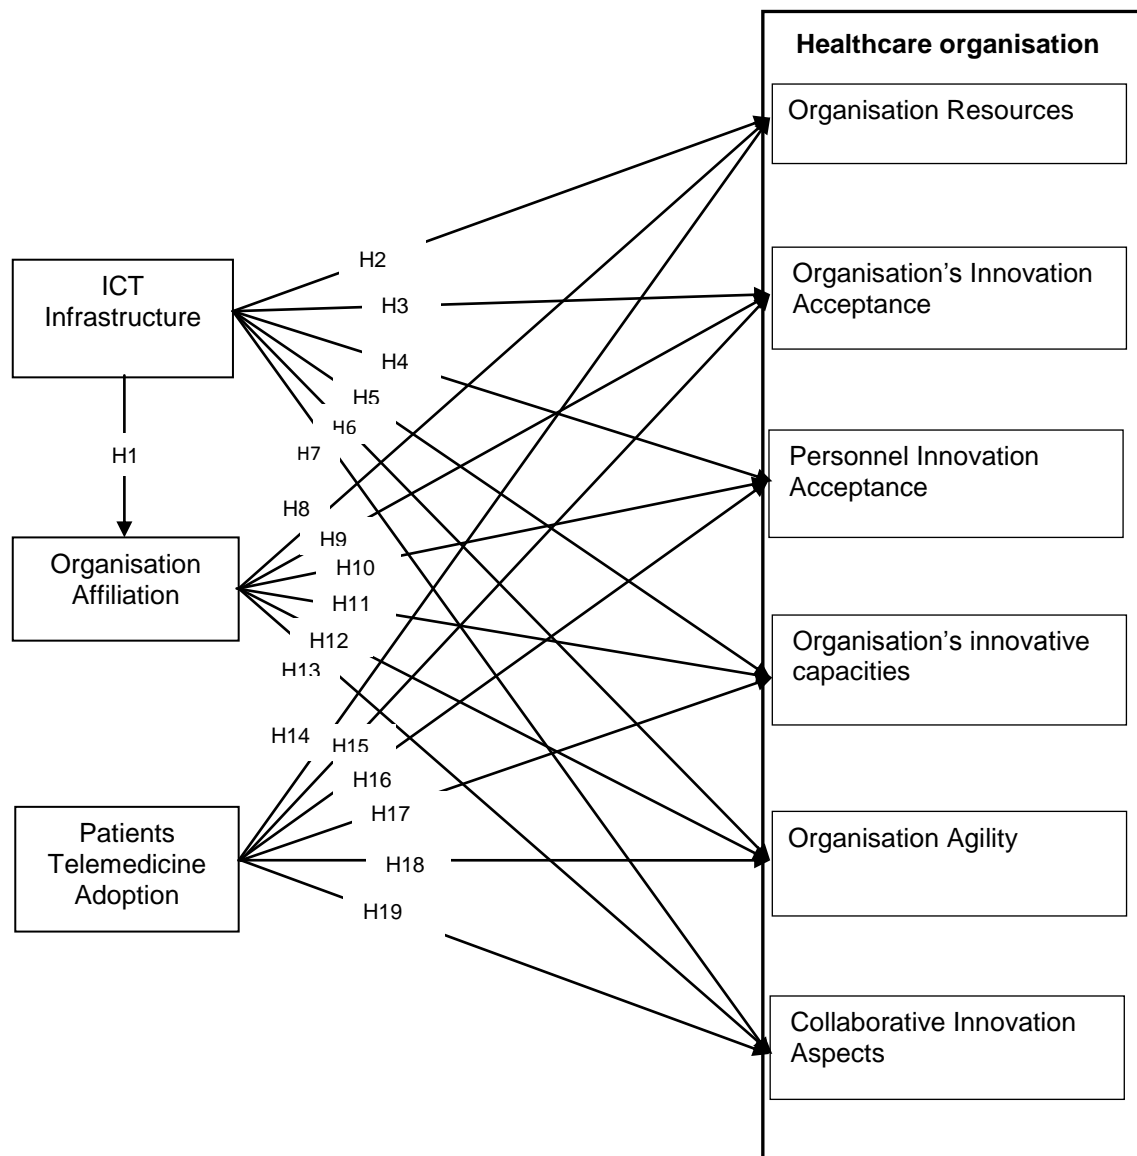 Healthcare organisation
Organisation Resources
H2
ICT
Infrastructure
H3
Organisation's Innovation
Acceptance
H4
H5
H6
H7
H1
Personnel Innovation
Acceptance
H8
H9
H10
Organisation
Affiliation
H11
H12
H13
Organisation's innovative
capacities
H14
H15
H16
H17
Patients
Telemedicine
Adoption
H18
Organisation Agility
H19
Collaborative Innovation
Aspects